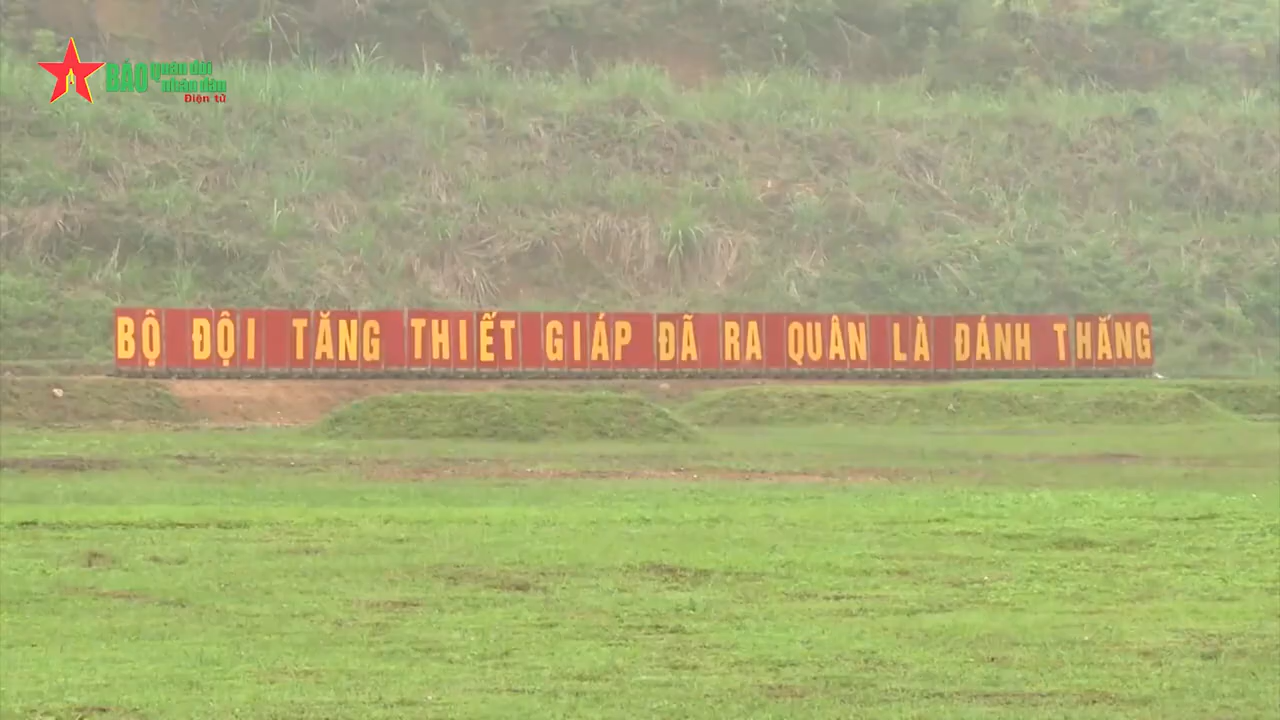 BÁO Quân đội
nhân dân
Điện tử
BỘ ĐỘI TĂNG THIẾT GIÁP ĐÃ RA QUÂN LÀ ĐÁNH THẮNG